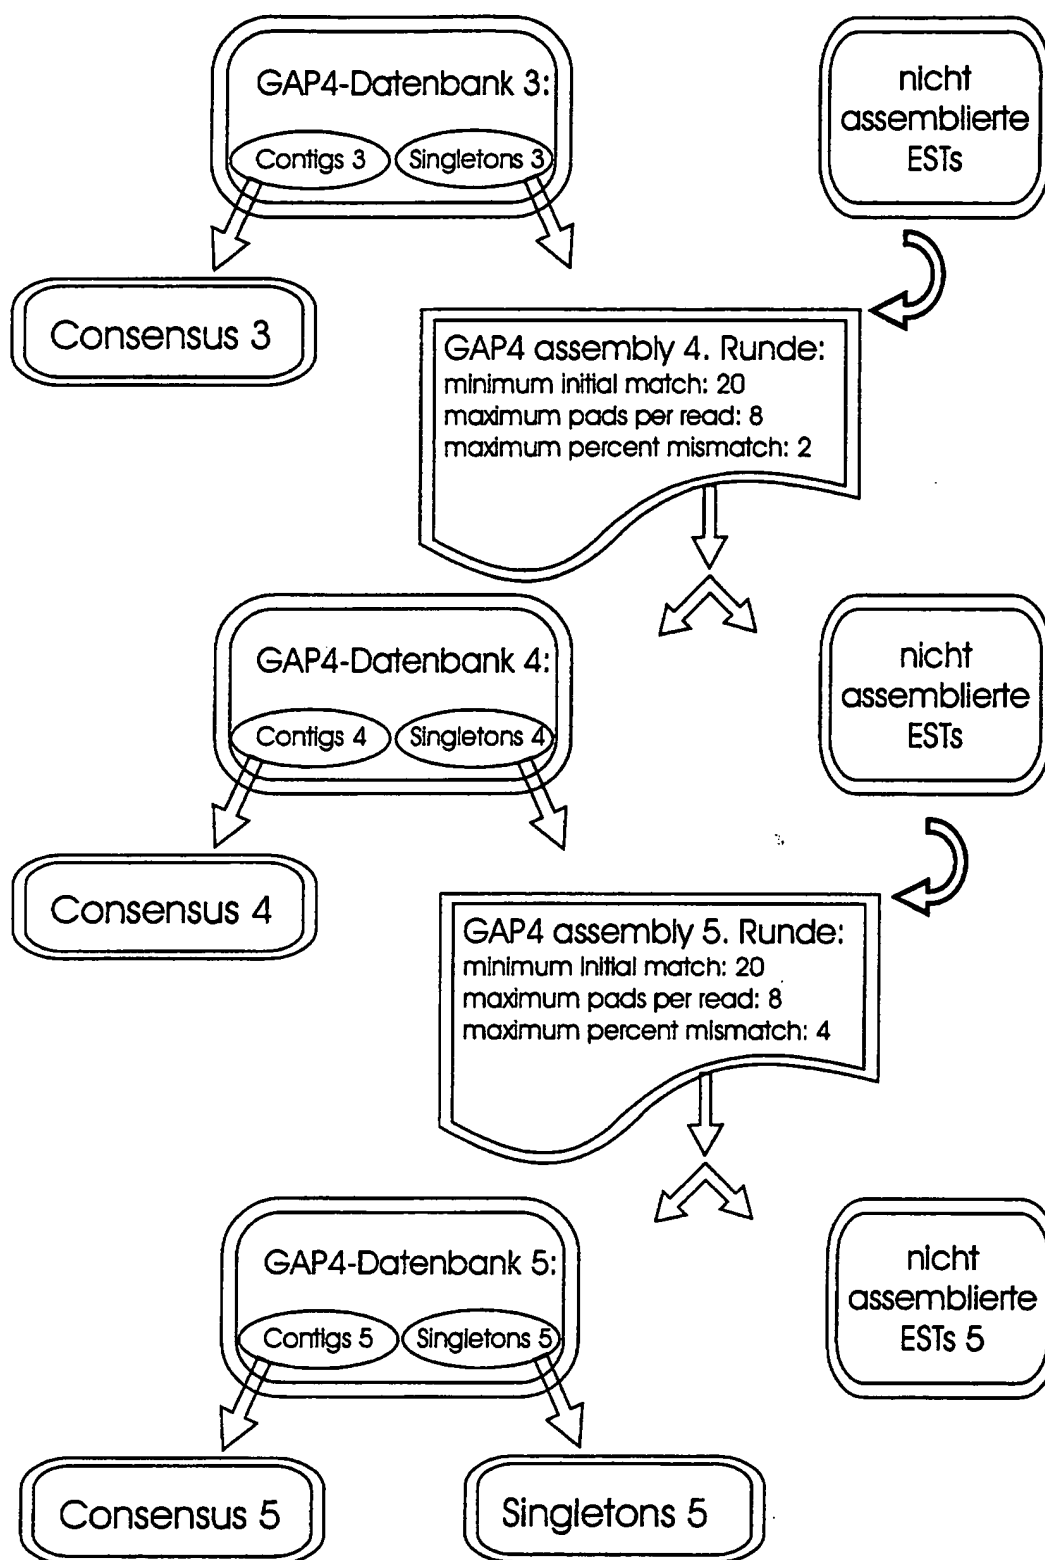 GAP4-Datenbank 3:
Contigs 3
Singletons 3
nicht
assemblierte
ESTs
Consensus 3
GAP4 assembly 4. Runde:
minimum initial match: 20
maximum pads per read: 8
maximum percent mismatch: 2
GAP4-Datenbank 4:
Contigs 4
Singletons 4
nicht
assemblierte
ESTs
Consensus 4
GAP4 assembly 5. Runde:
minimum initial match: 20
maximum pads per read: 8
maximum percent mismatch: 4
GAP4-Datenbank 5:
Contigs 5
Singletons 5
nicht
assemblierte
ESTs 5
Consensus 5
Singletons 5